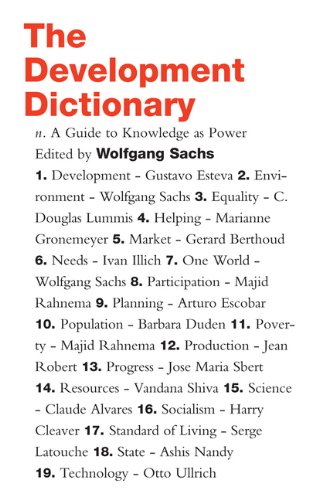 The
Development
Dictionary
n. A Guide to Knowledge as Power
Edited by Wolfgang Sachs
1. Development - Gustavo Esteva 2. Envi-
ronment - Wolfgang Sachs 3. Equality - C.
Douglas Lummis 4. Helping - Marianne
Gronemeyer 5. Market - Gerard Berthoud
6. Needs - Ivan Illich 7. One World -
Wolfgang Sachs 8. Participation - Majid
Rahnema 9. Planning - Arturo Escobar
10. Population - Barbara Duden 11. Pover-
ty - Majid Rahnema 12. Production - Jean
Robert 13. Progress - Jose Maria Sbert
14. Resources - Vandana Shiva 15. Science
- Claude Alvares 16. Socialism - Harry
Cleaver 17. Standard of Living - Serge
Latouche 18. State - Ashis Nandy
19. Technology - Otto Ullrich